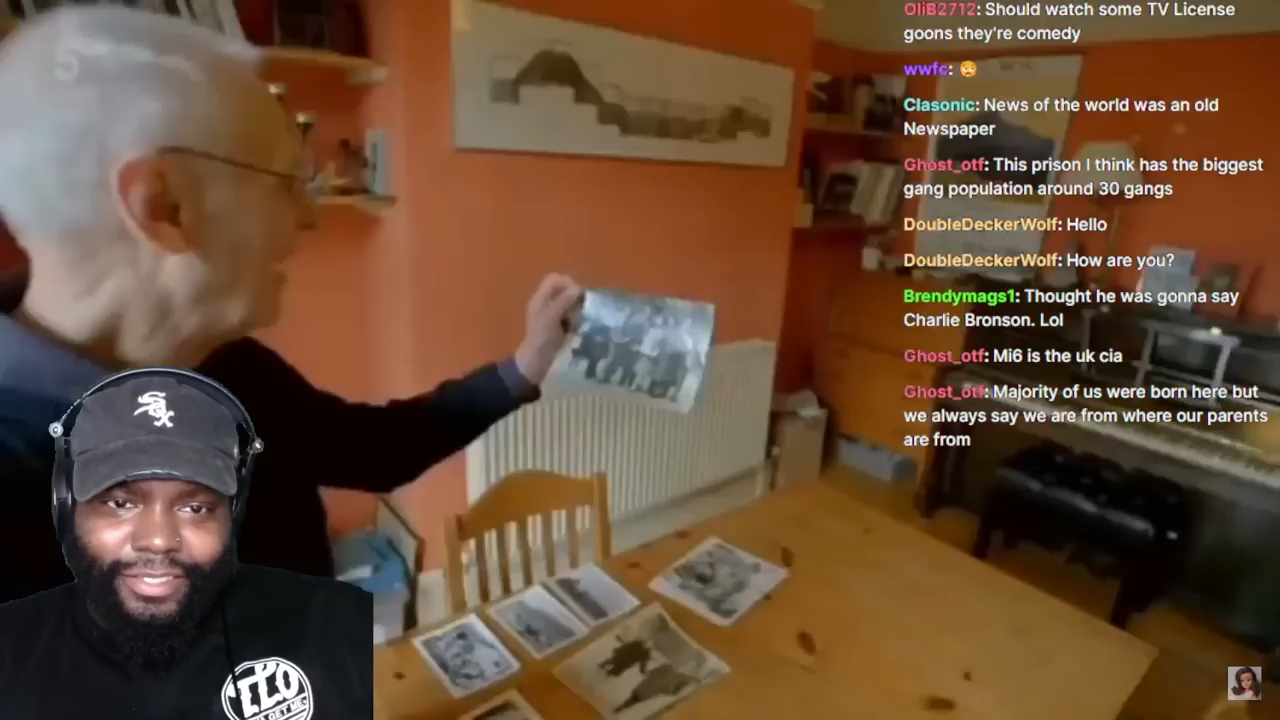 OliB2712: Should watch some TV License
goons they're comedy
wwfc: 😤
Clasonic: News of the world was an old
Newspaper
Ghost_otf: This prison I think has the biggest
gang population around 30 gangs
DoubleDeckerWolf: Hello
DoubleDeckerWolf: How are you?
Brendymags1: Thought he was gonna say
Charlie Bronson. Lol
Ghost_otf: Mi6 is the uk cia
Ghost_otf: Majority of us were born here but
we always say we are from where our parents
are from
5
Sox
GET ME